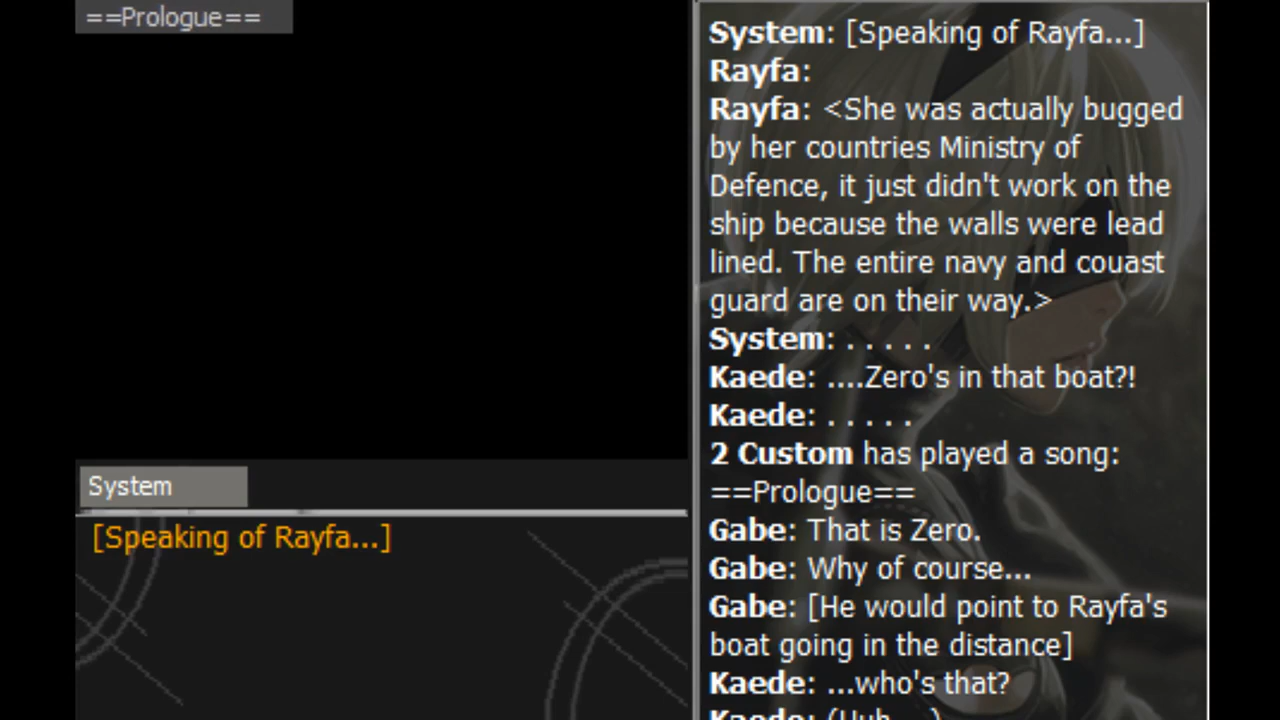 ==Prologue==
System
[Speaking of Rayfa...]
System: [Speaking of Rayfa...]
Rayfa:
Rayfa: <She was actually bugged
by her countries Ministry of
Defence, it just didn't work on the
ship because the walls were lead
lined. The entire navy and couast
guard are on their way.>
System: . . . . .
Kaede: ....Zero's in that boat?!
Kaede: . . . . .
2 Custom has played a song:
==Prologue==
Gabe: That is Zero.
Gabe: Why of course...
Gabe: [He would point to Rayfa's
boat going in the distance]
Kaede: ...who's that?
Kaede: (Huh